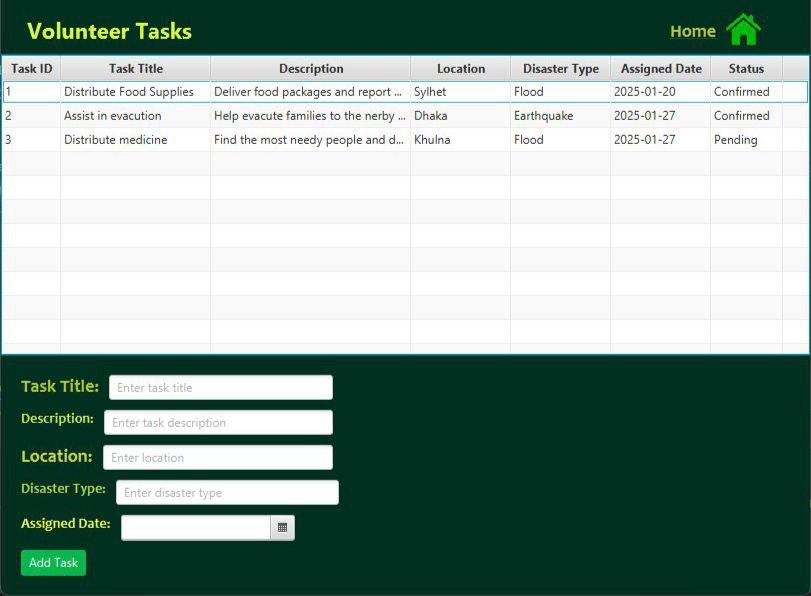 Volunteer Tasks Home
Task ID Task Title Description Location Disaster Type Assigned Date Status
1 Distribute Food Supplies Deliver food packages and report ... Sylhet Flood 2025-01-20 Confirmed
2 Assist in evacution Help evacute families to the nerby ... Dhaka Earthquake 2025-01-27 Confirmed
3 Distribute medicine Find the most needy people and d... Khulna Flood 2025-01-27 Pending
Task Title: Enter task title
Description: Enter task description
Location: Enter location
Disaster Type: Enter disaster type
Assigned Date:
Add Task